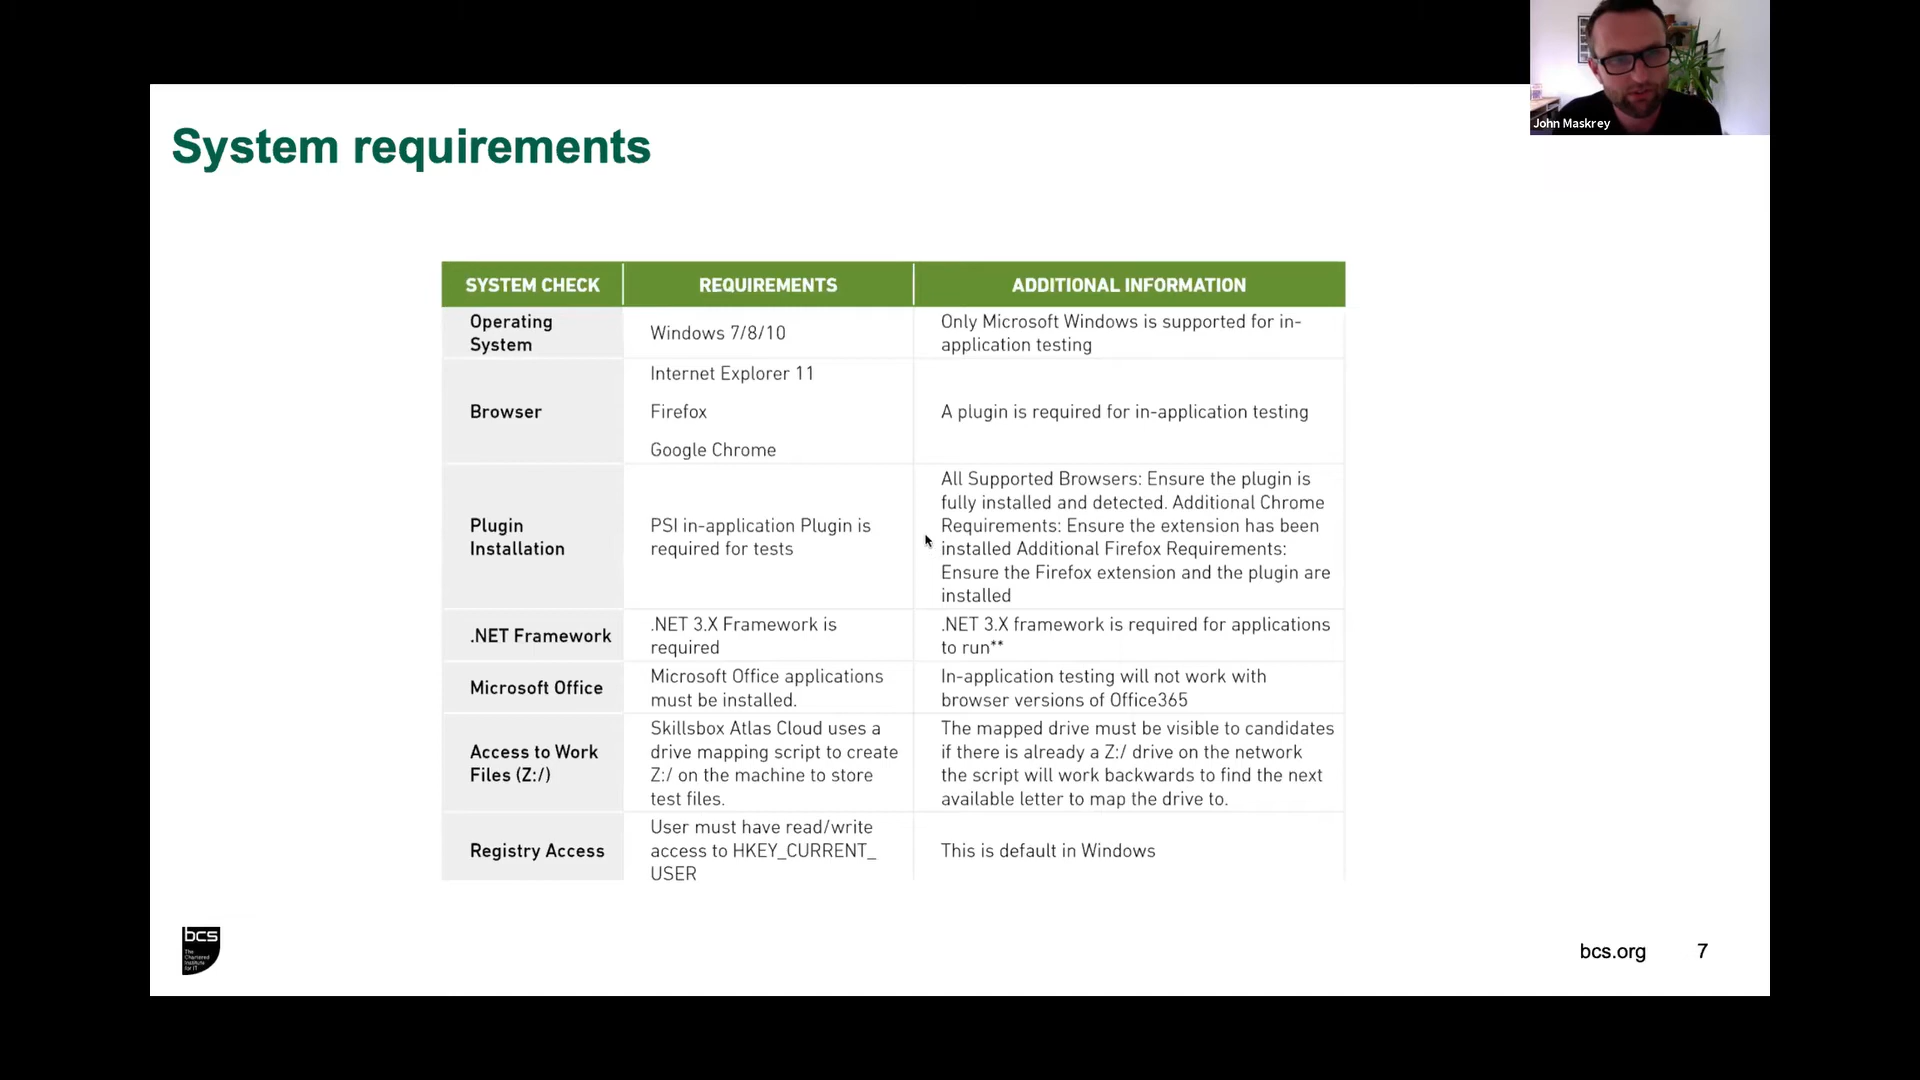 John Maskrey
System requirements
SYSTEM CHECK
REQUIREMENTS
ADDITIONAL INFORMATION
Operating
System
Windows 7/8/10
Only Microsoft Windows is supported for in-
application testing
Browser
Internet Explorer 11
Firefox
Google Chrome
A plugin is required for in-application testing
Plugin
Installation
PSI in-application Plugin is
required for tests
All Supported Browsers: Ensure the plugin is
fully installed and detected. Additional Chrome
Requirements: Ensure the extension has been
installed Additional Firefox Requirements:
Ensure the Firefox extension and the plugin are
installed
.NET Framework
.NET 3.X Framework is
required
.NET 3.X framework is required for applications
to run**
Microsoft Office
Microsoft Office applications
must be installed.
In-application testing will not work with
browser versions of Office365
Access to Work
Files (Z:/)
Skillsbox Atlas Cloud uses a
drive mapping script to create
Z:/ on the machine to store
test files.
The mapped drive must be visible to candidates
if there is already a Z:/ drive on the network
the script will work backwards to find the next
available letter to map the drive to.
Registry Access
User must have read/write
access to HKEY_CURRENT_
USER
This is default in Windows
bcs
The
Chartered
Institute
for IT
bcs.org
7